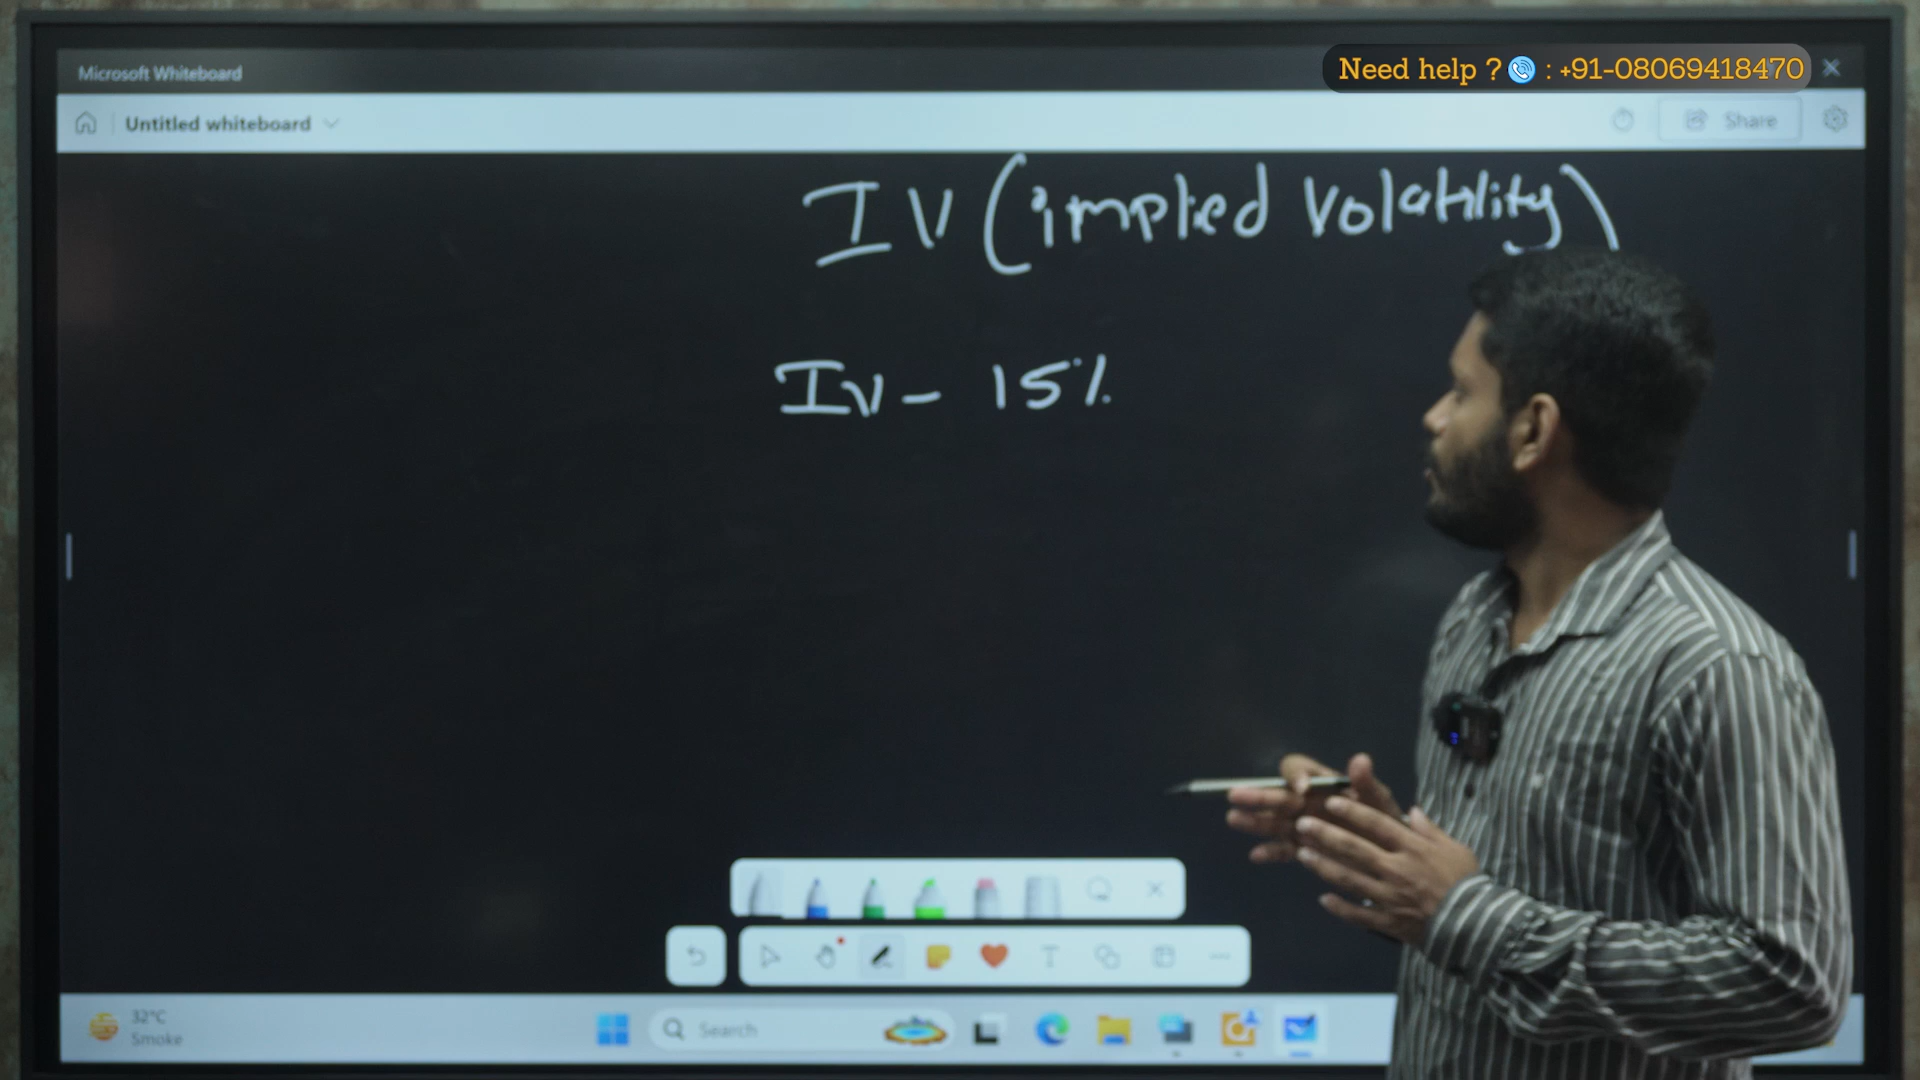 Microsoft Whiteboard
Need help ? : +91-08069418470
Untitled whiteboard
Share
IV (implied Volatility)
IV - 15%
32°C
Smoke
Search